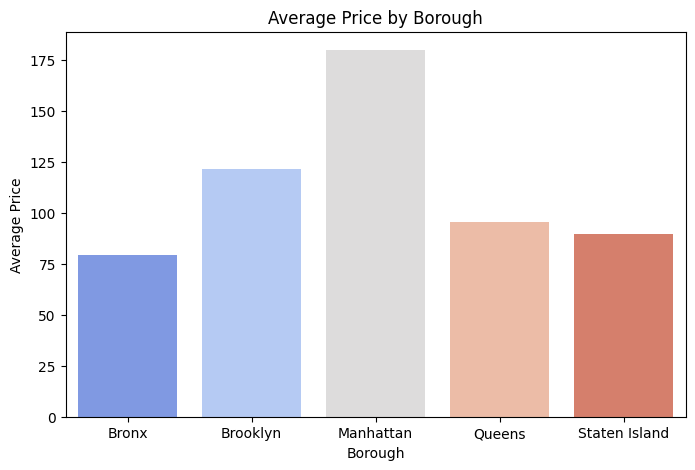 Average Price by Borough
Average Price
175
150
125
100
75
50
25
0
Bronx Brooklyn Manhattan Queens Staten Island
Borough